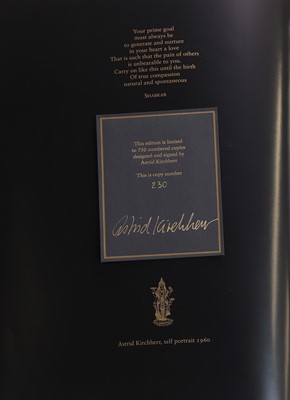 Your prime goal
must always be
to generate and nurture
in your heart a love
That is such that the pain of others
is unbearable to you.
Carry on like this until the birth
Of true compassion
natural and spontaneous
SHABKAR
This edition is limited
to 750 numbered copies
designed and signed by
Astrid Kirchherr
This is copy number
230
Astrid Kirchherr
Astrid Kirchherr, self portrait 1960